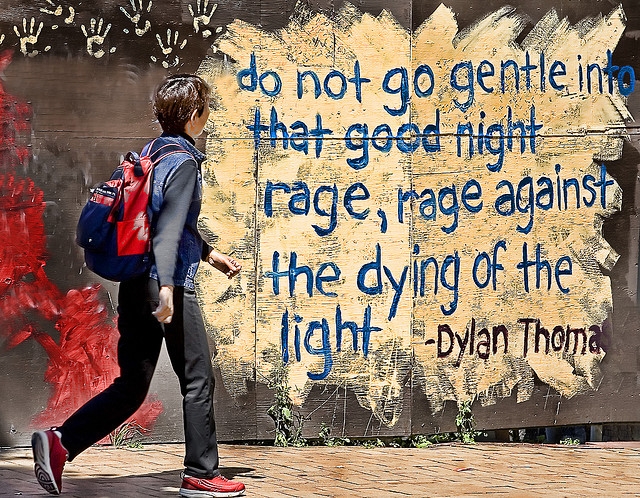 do not go gentle into
that good night
rage, rage against
the dying of the
light -Dylan Thomas